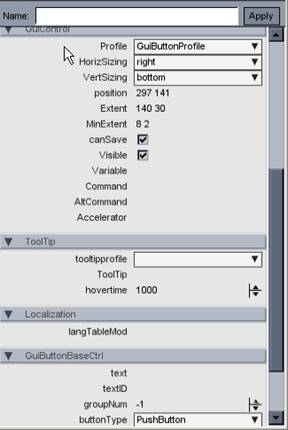 Name: Apply
GuiControl
Profile GuiButtonProfile
HorizSizing right
VertSizing bottom
position 297 141
Extent 140 30
MinExtent 8 2
canSave
Visible
Variable
Command
AltCommand
Accelerator
ToolTip
tooltipprofile
ToolTip
hovertime 1000
Localization
langTableMod
GuiButtonBaseCtrl
text
textID
groupNum -1
buttonType PushButton